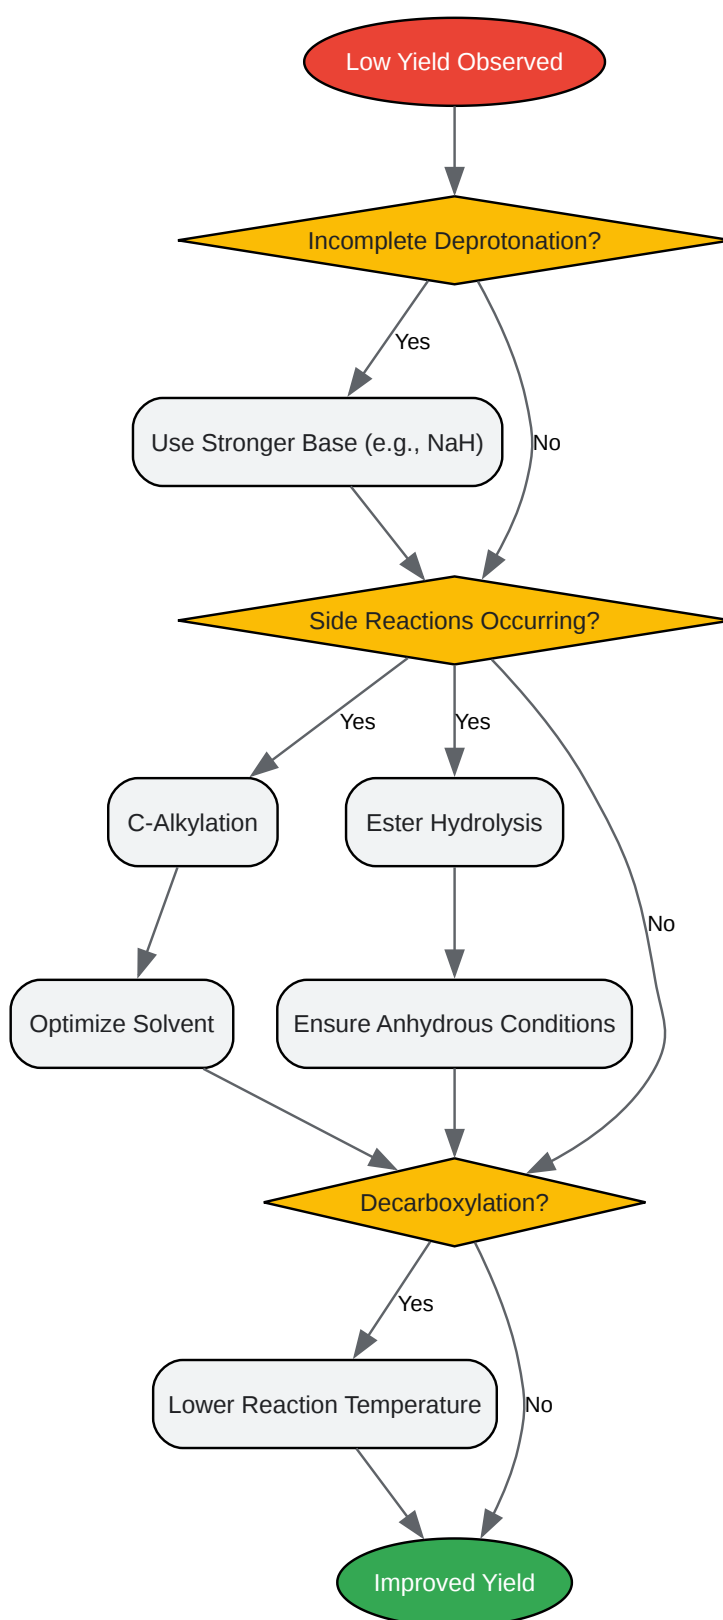 Low Yield Observed
Incomplete Deprotonation?
Yes
Use Stronger Base (e.g., NaH)
No
Side Reactions Occurring?
Yes
Yes
C-Alkylation
Ester Hydrolysis
No
Optimize Solvent
Ensure Anhydrous Conditions
Decarboxylation?
Yes
Lower Reaction Temperature
No
Improved Yield